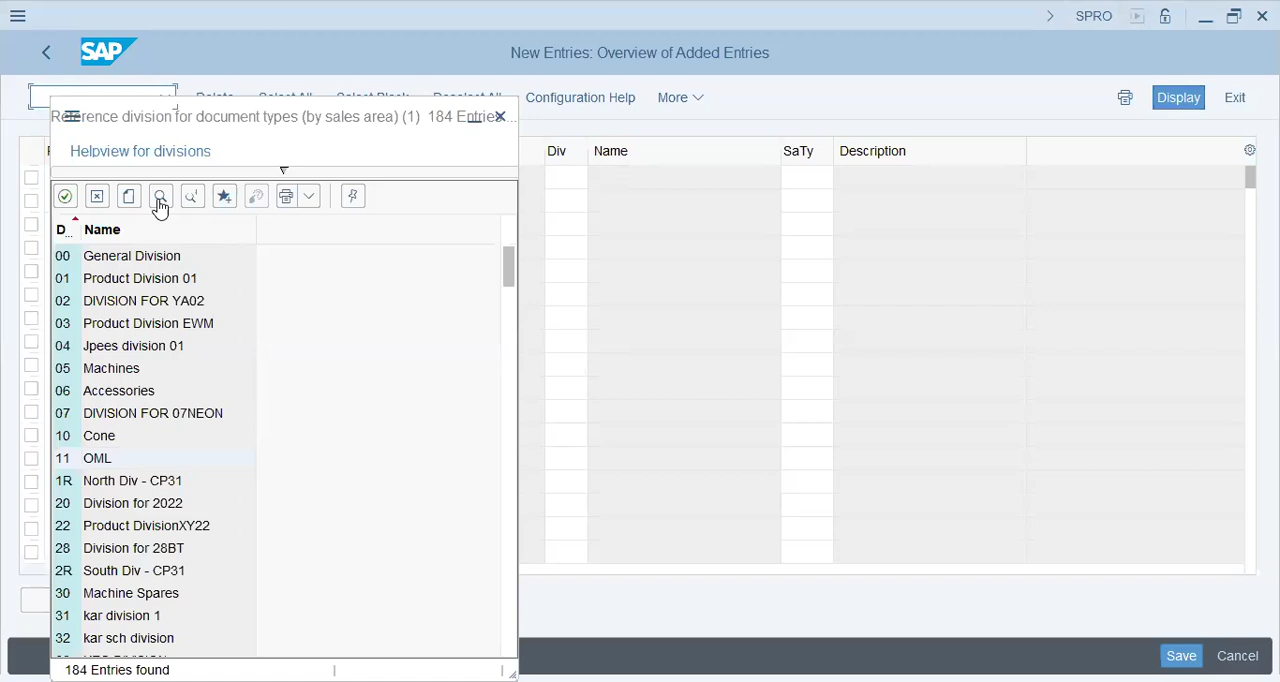 SPRO
SAP
New Entries: Overview of Added Entries
Configuration Help
More
Display
Exit
Reference division for document types (by sales area) (1) 184 Entries...
Helpview for divisions
Div
Name
SaTy
Description
D...
Name
00 General Division
01 Product Division 01
02 DIVISION FOR YA02
03 Product Division EWM
04 Jpees division 01
05 Machines
06 Accessories
07 DIVISION FOR 07NEON
10 Cone
11 OML
1R North Div - CP31
20 Division for 2022
22 Product DivisionXY22
28 Division for 28BT
2R South Div - CP31
30 Machine Spares
31 kar division 1
32 kar sch division
184 Entries found
Save
Cancel